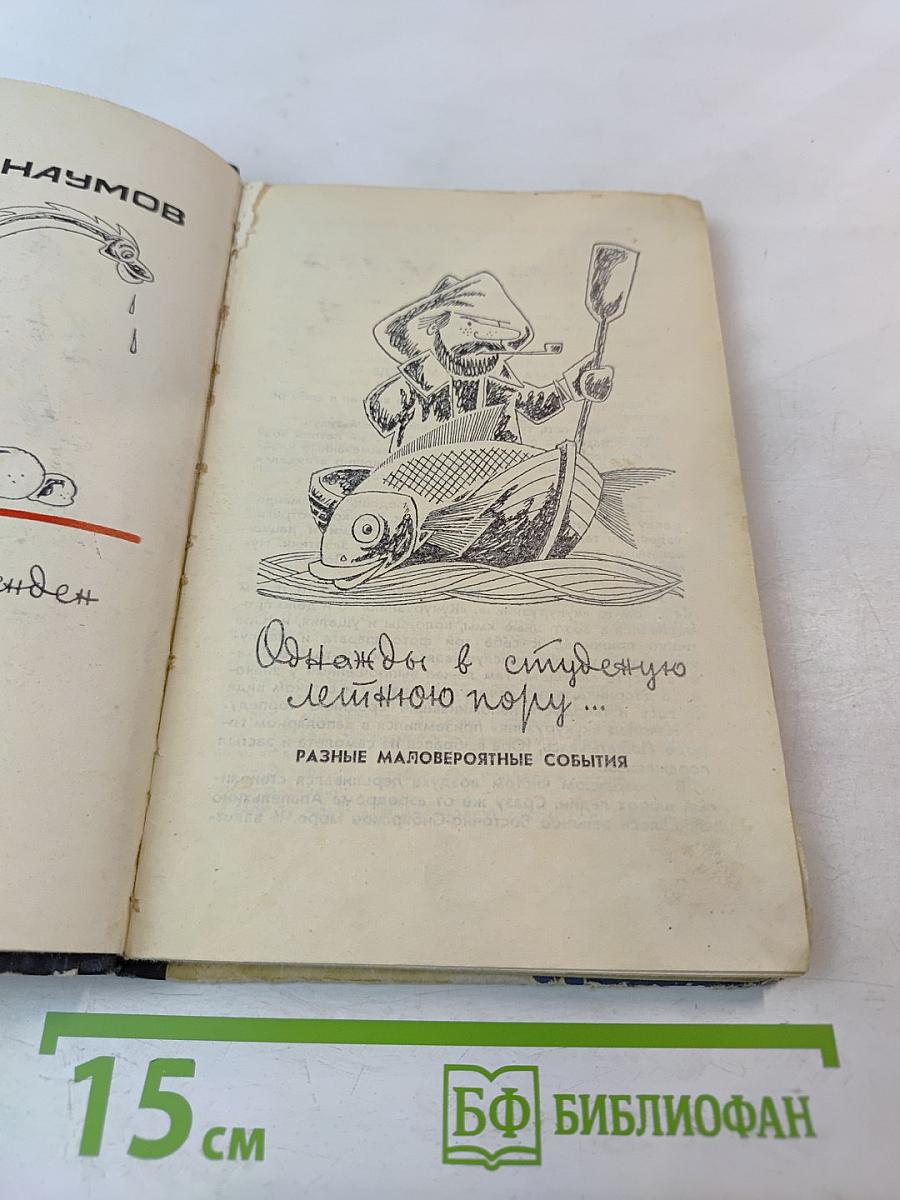 НАУМОВ
Однажды в студеную
летнюю пору...
РАЗНЫЕ МАЛОВЕРОЯТНЫЕ СОБЫТИЯ
15 см
БФ БИБЛИОФАН